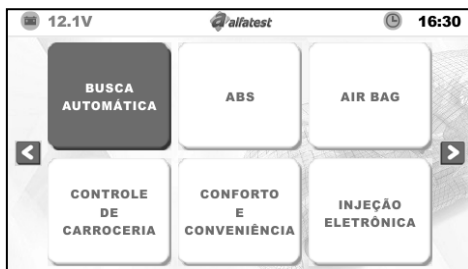 12.1V
alfatest
16:30
BUSCA
AUTOMÁTICA
ABS
AIR BAG
CONTROLE
DE
CARROCERIA
CONFORTO
E
CONVENIÊNCIA
INJEÇÃO
ELETRÔNICA